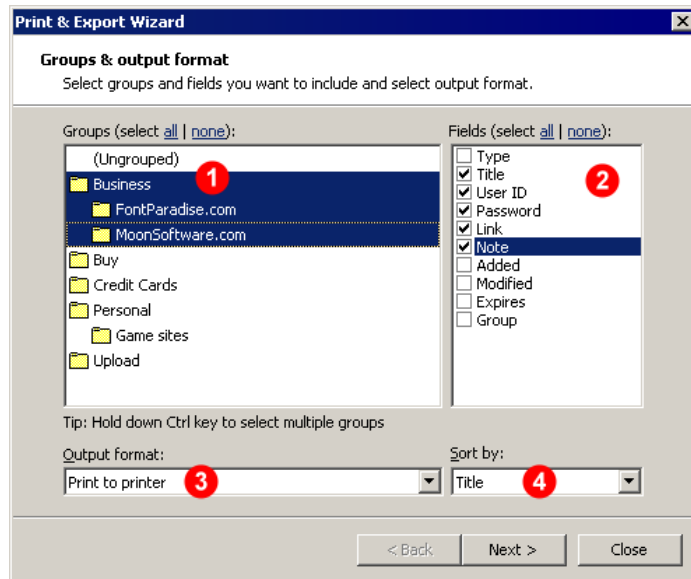 Print & Export Wizard
Groups & output format
Select groups and fields you want to include and select output format.
Groups (select all | none):
(Ungrouped)
Business
1
FontParadise.com
MoonSoftware.com
Buy
Credit Cards
Personal
Game sites
Upload
Fields (select all | none):
Type
Title
2
User ID
Password
Link
Note
Added
Modified
Expires
Group
Tip: Hold down Ctrl key to select multiple groups
Output format:
Print to printer 3
Sort by:
Title 4
< Back
Next >
Close